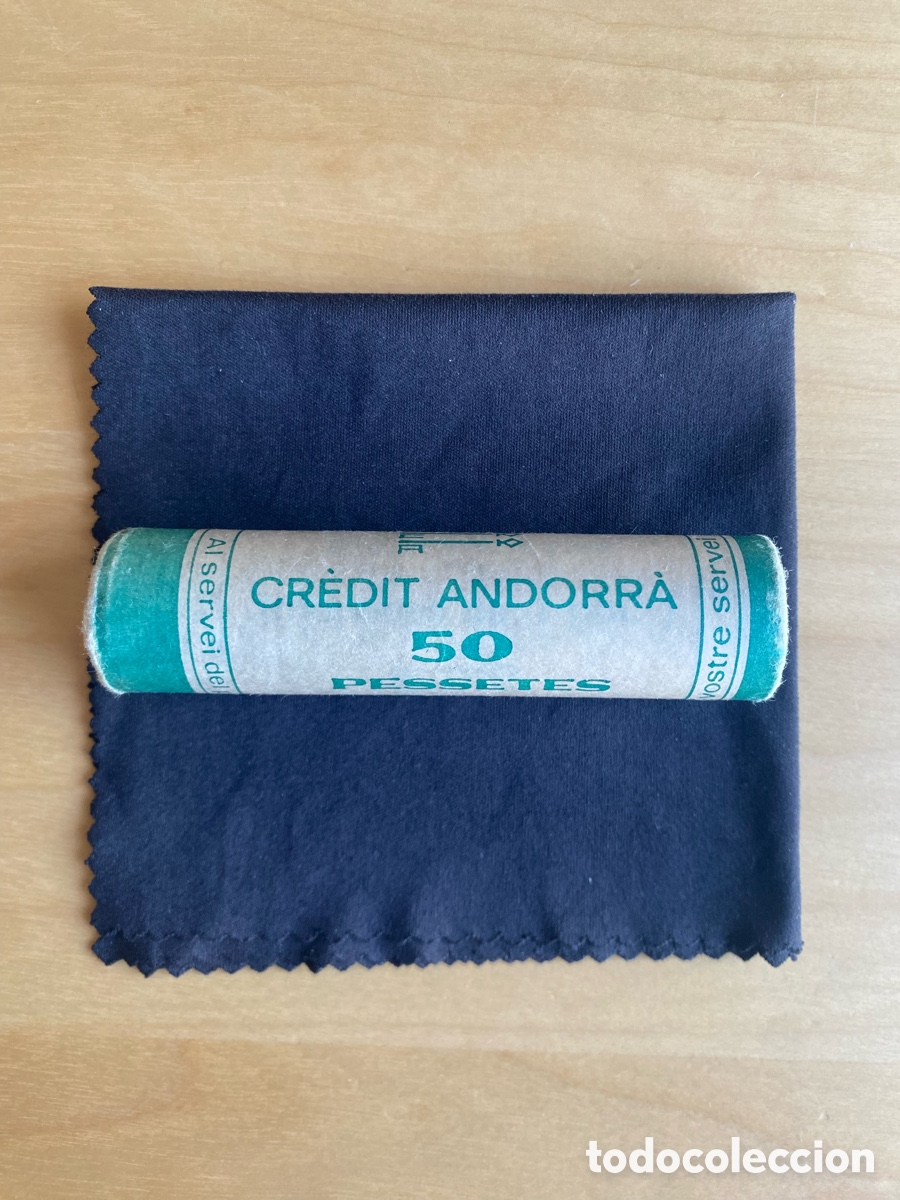 CRÈDIT ANDORRÀ
50
PESSETES
Al servei del
vostre servei
todocoleccion